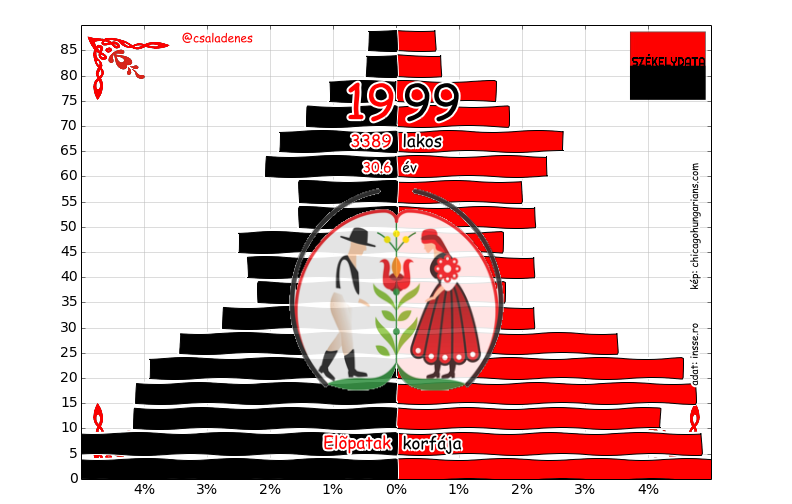 @csaladenes
SZÉKELYDATA
1999
3389 lakos
30.6 év
kép: chicagohungarians.com
adat: insse.ro
Előpatak korfája
85
80
75
70
65
60
55
50
45
40
35
30
25
20
15
10
5
0
4% 3% 2% 1% 0% 1% 2% 3% 4%